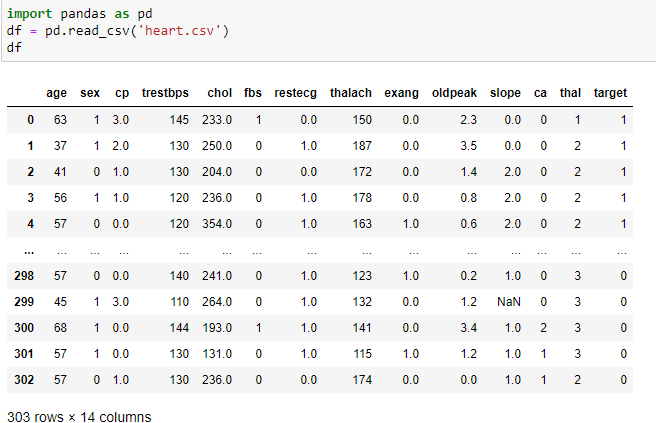 import pandas as pd
df = pd.read_csv('heart.csv')
df
age sex cp trestbps chol fbs restecg thalach exang oldpeak slope ca thal target
0 63 1 3.0 145 233.0 1 0.0 150 0.0 2.3 0.0 0 1 1
1 37 1 2.0 130 250.0 0 1.0 187 0.0 3.5 0.0 0 2 1
2 41 0 1.0 130 204.0 0 0.0 172 0.0 1.4 2.0 0 2 1
3 56 1 1.0 120 236.0 0 1.0 178 0.0 0.8 2.0 0 2 1
4 57 0 0.0 120 354.0 0 1.0 163 1.0 0.6 2.0 0 2 1
... ... ... ... ... ... ... ... ... ... ... ... ... ... ...
298 57 0 0.0 140 241.0 0 1.0 123 1.0 0.2 1.0 0 3 0
299 45 1 3.0 110 264.0 0 1.0 132 0.0 1.2 NaN 0 3 0
300 68 1 0.0 144 193.0 1 1.0 141 0.0 3.4 1.0 2 3 0
301 57 1 0.0 130 131.0 0 1.0 115 1.0 1.2 1.0 1 3 0
302 57 0 1.0 130 236.0 0 0.0 174 0.0 0.0 1.0 1 2 0
303 rows × 14 columns